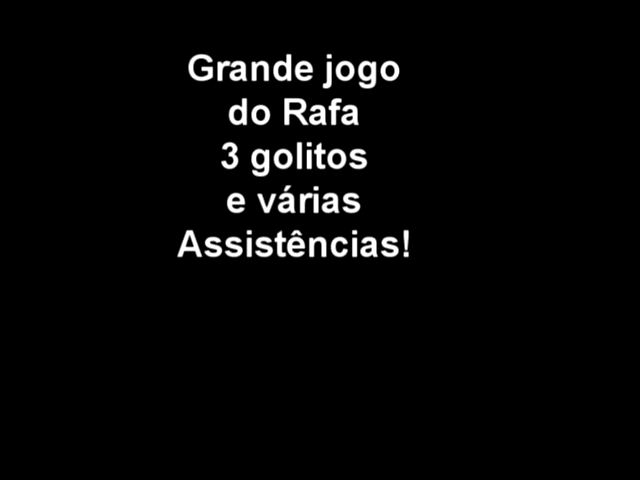 Grande jogo
do Rafa
3 golitos
e várias
Assistências!